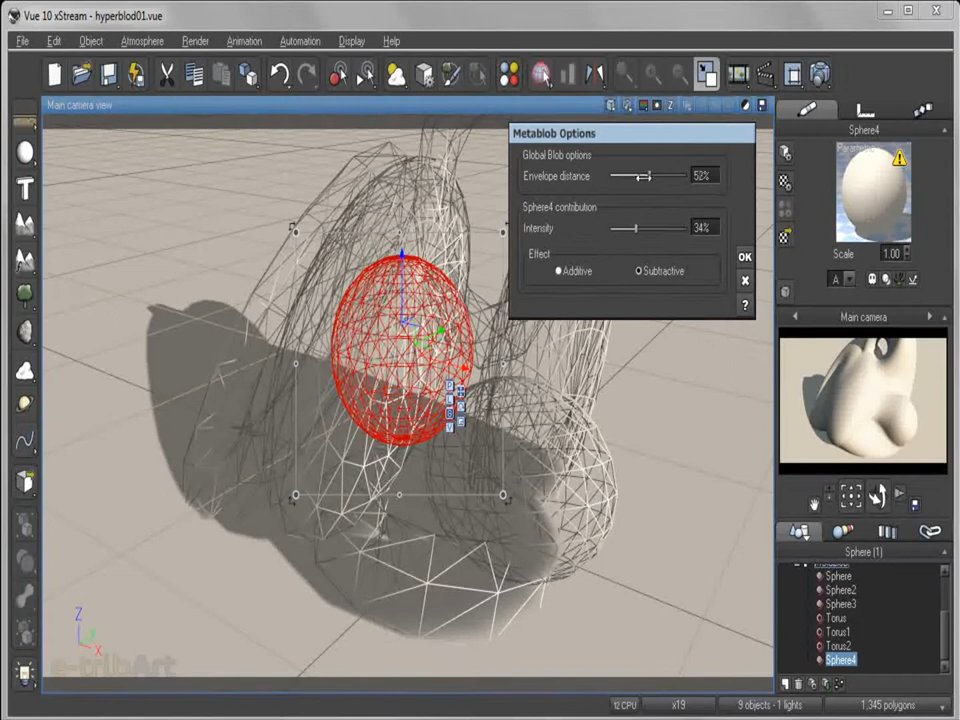 Vue 10 xStream - hyperblod01.vue
File Edit Object Atmosphere Render Animation Automation Display Help
Main camera view
Z
Sphere4
Metablob Options
Global Blob options
Envelope distance 52%
Sphere4 contribution
Intensity 34%
Effect
Additive Subtractive
OK
?
Scale 1.00
A
Main camera
P
L
V
Z
X
e-tribArt
Sphere (1)
Sphere
Sphere2
Sphere3
Torus
Torus1
Torus2
Sphere4
12 CPU x19 9 objects - 1 lights 1,345 polygons